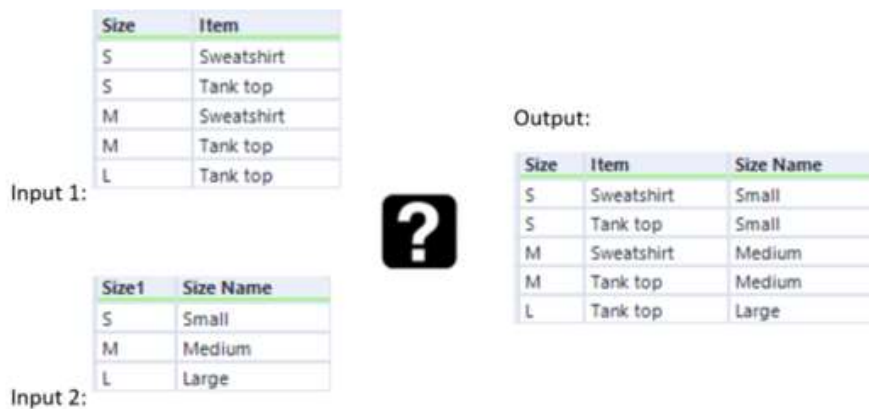 Size Item
S Sweatshirt
S Tank top
M Sweatshirt
M Tank top
L Tank top
Input 1:
?
Size1 Size Name
S Small
M Medium
L Large
Input 2:
Output:
Size Item Size Name
S Sweatshirt Small
S Tank top Small
M Sweatshirt Medium
M Tank top Medium
L Tank top Large